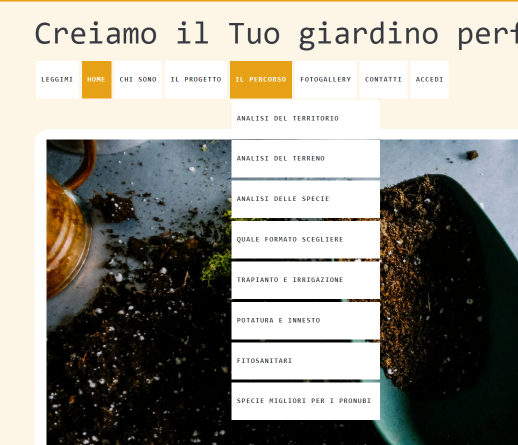 Creiamo il Tuo giardino perf
LEGGIMI HOME CHI SONO IL PROGETTO IL PERCORSO FOTOGALLERY CONTATTI ACCEDI
ANALISI DEL TERRITORIO
ANALISI DEL TERRENO
ANALISI DELLE SPECIE
QUALE FORMATO SCEGLIERE
TRAPIANTO E IRRIGAZIONE
POTATURA E INNESTO
FITOSANITARI
SPECIE MIGLIORI PER I PRONUBI